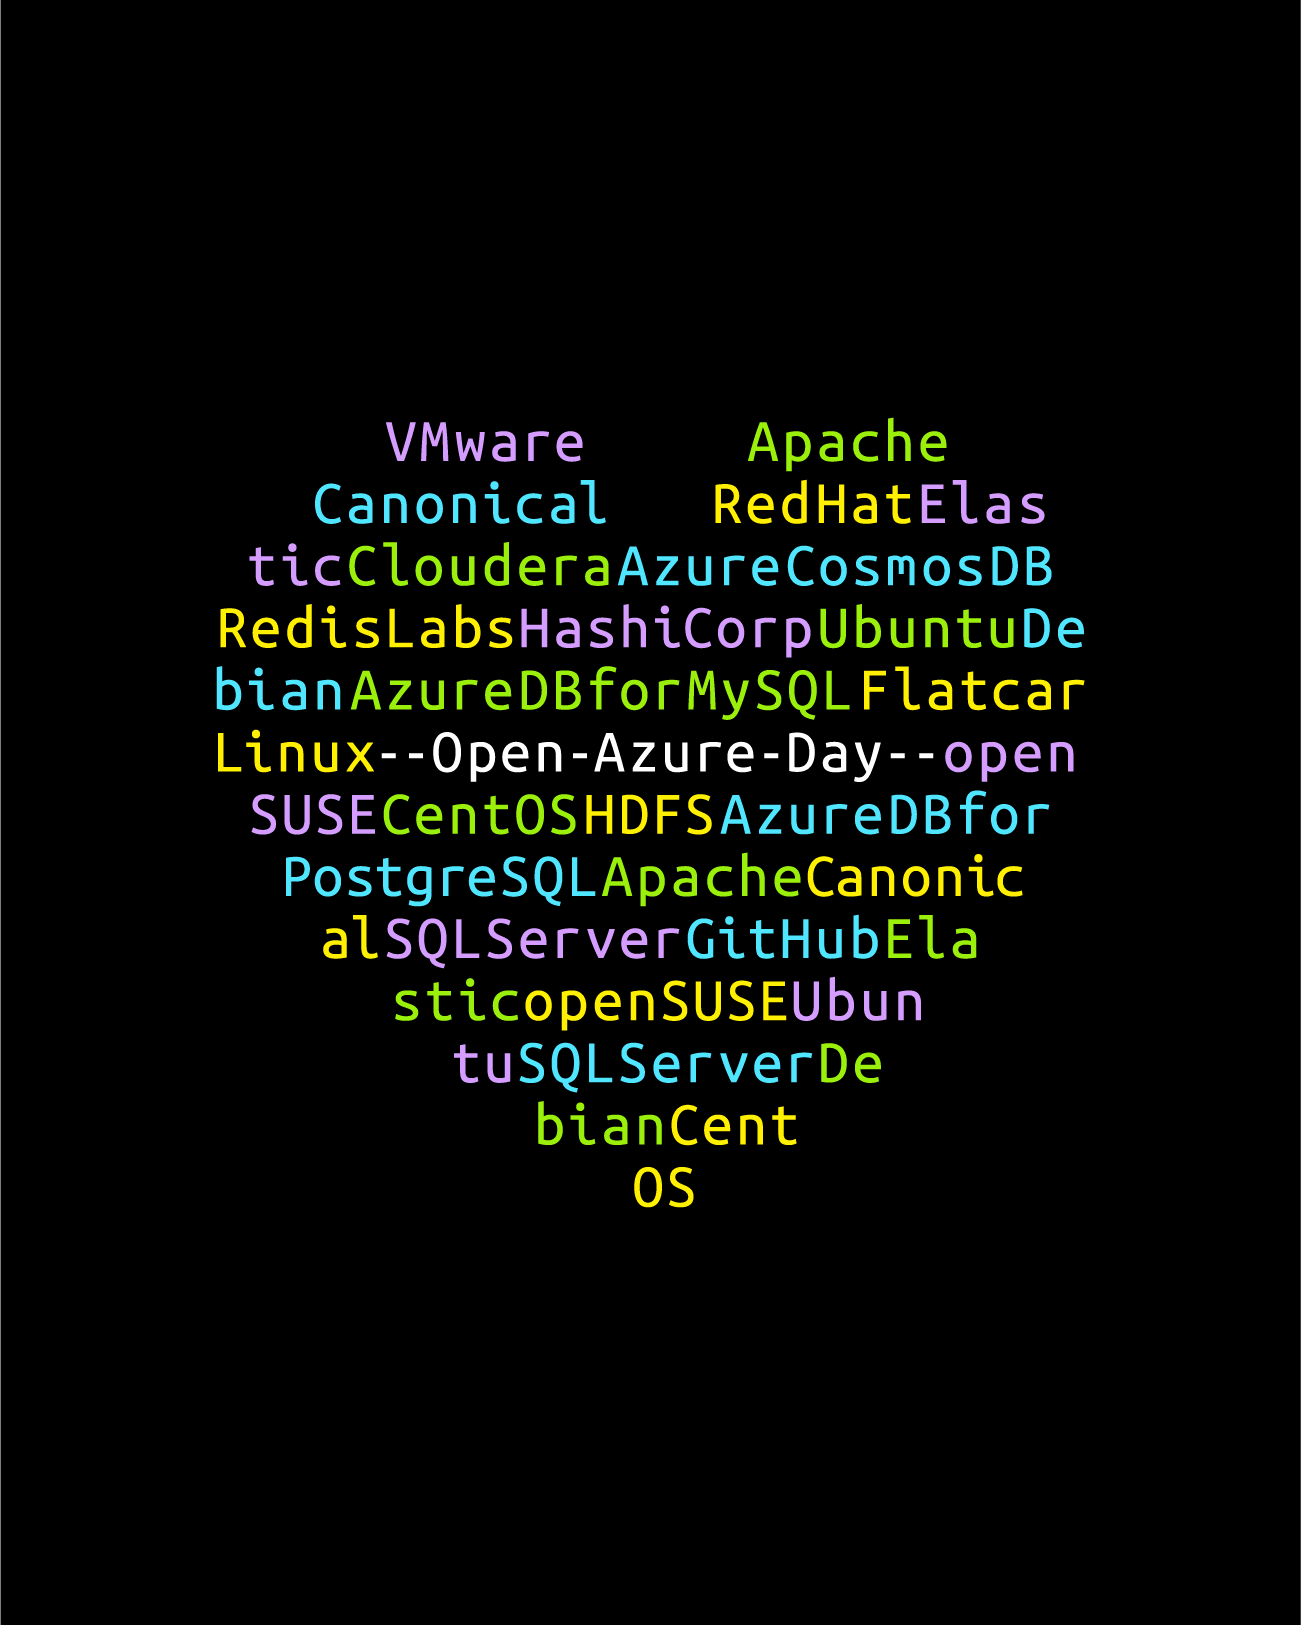 VMware Apache
Canonical RedHatElas
ticClouderaAzureCosmosDB
RedisLabsHashiCorpUbuntuDe
bianAzureDBforMySQLFlatcar
Linux--Open-Azure-Day--open
SUSECentOSHDFSAzureDBfor
PostgreSQLApacheCanonic
alSQLServerGitHubEla
sticopenSUSEUbun
tuSQLServerDe
bianCent
OS